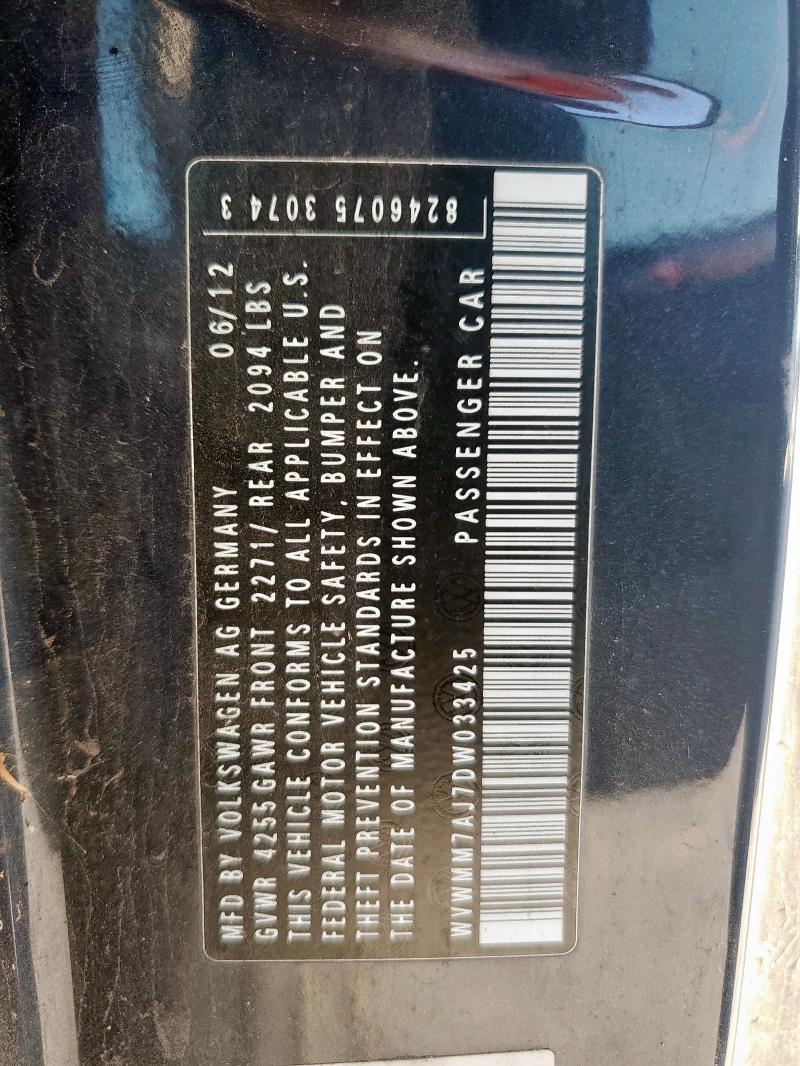 MFD BY VOLKSWAGEN AG GERMANY 06/12
GVWR 4255 GAWR FRONT 2271/ REAR 2094 LBS
THIS VEHICLE CONFORMS TO ALL APPLICABLE U.S.
FEDERAL MOTOR VEHICLE SAFETY, BUMPER AND
THEFT PREVENTION STANDARDS IN EFFECT ON
THE DATE OF MANUFACTURE SHOWN ABOVE.
WVWMM7AJ7DW033425 PASSENGER CAR
8246075 3074 3